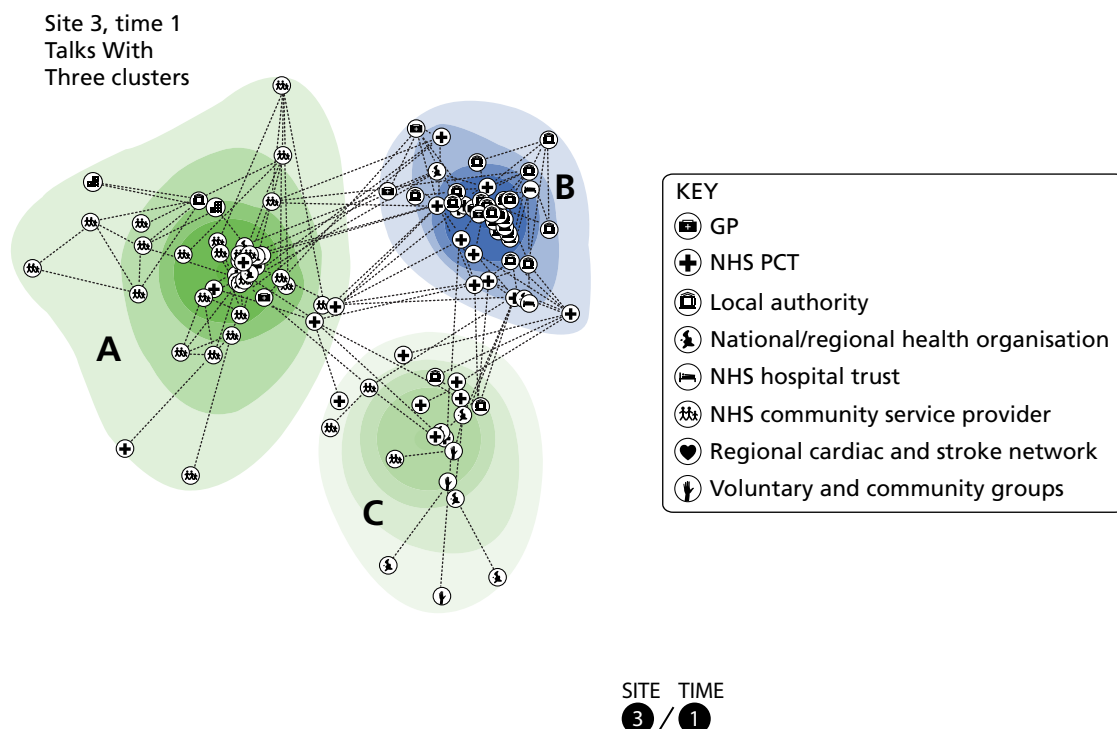 Site 3, time 1
Talks With
Three clusters
B
A
C
KEY
GP
NHS PCT
Local authority
National/regional health organisation
NHS hospital trust
NHS community service provider
Regional cardiac and stroke network
Voluntary and community groups
SITE TIME
3 / 1